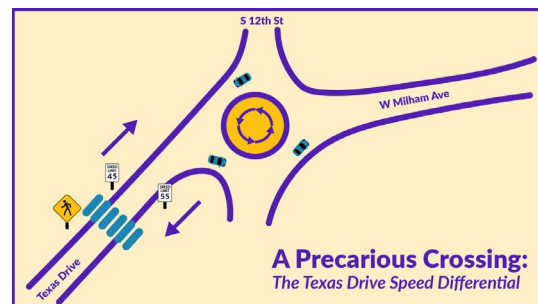 S 12th St
W Milham Ave
SPEED
LIMIT
45
SPEED
LIMIT
55
Texas Drive
A Precarious Crossing:
The Texas Drive Speed Differential